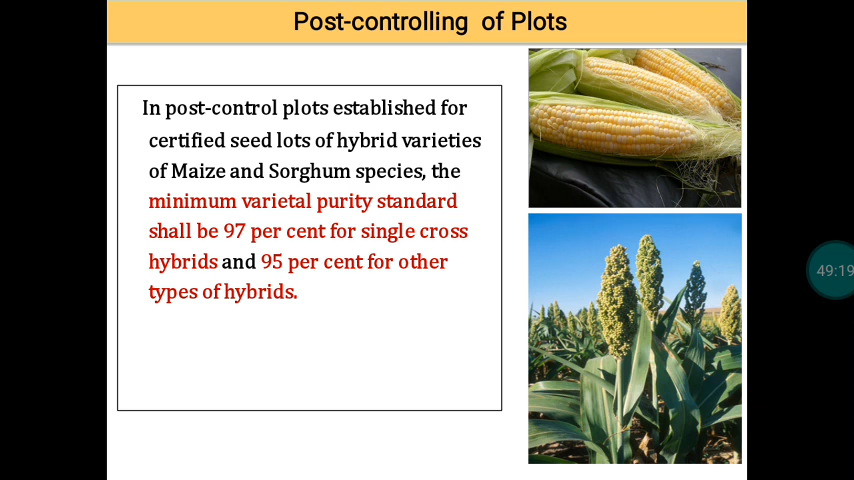 Post-controlling of Plots
In post-control plots established for
certified seed lots of hybrid varieties
of Maize and Sorghum species, the
minimum varietal purity standard
shall be 97 per cent for single cross
hybrids and 95 per cent for other
types of hybrids.
49:19